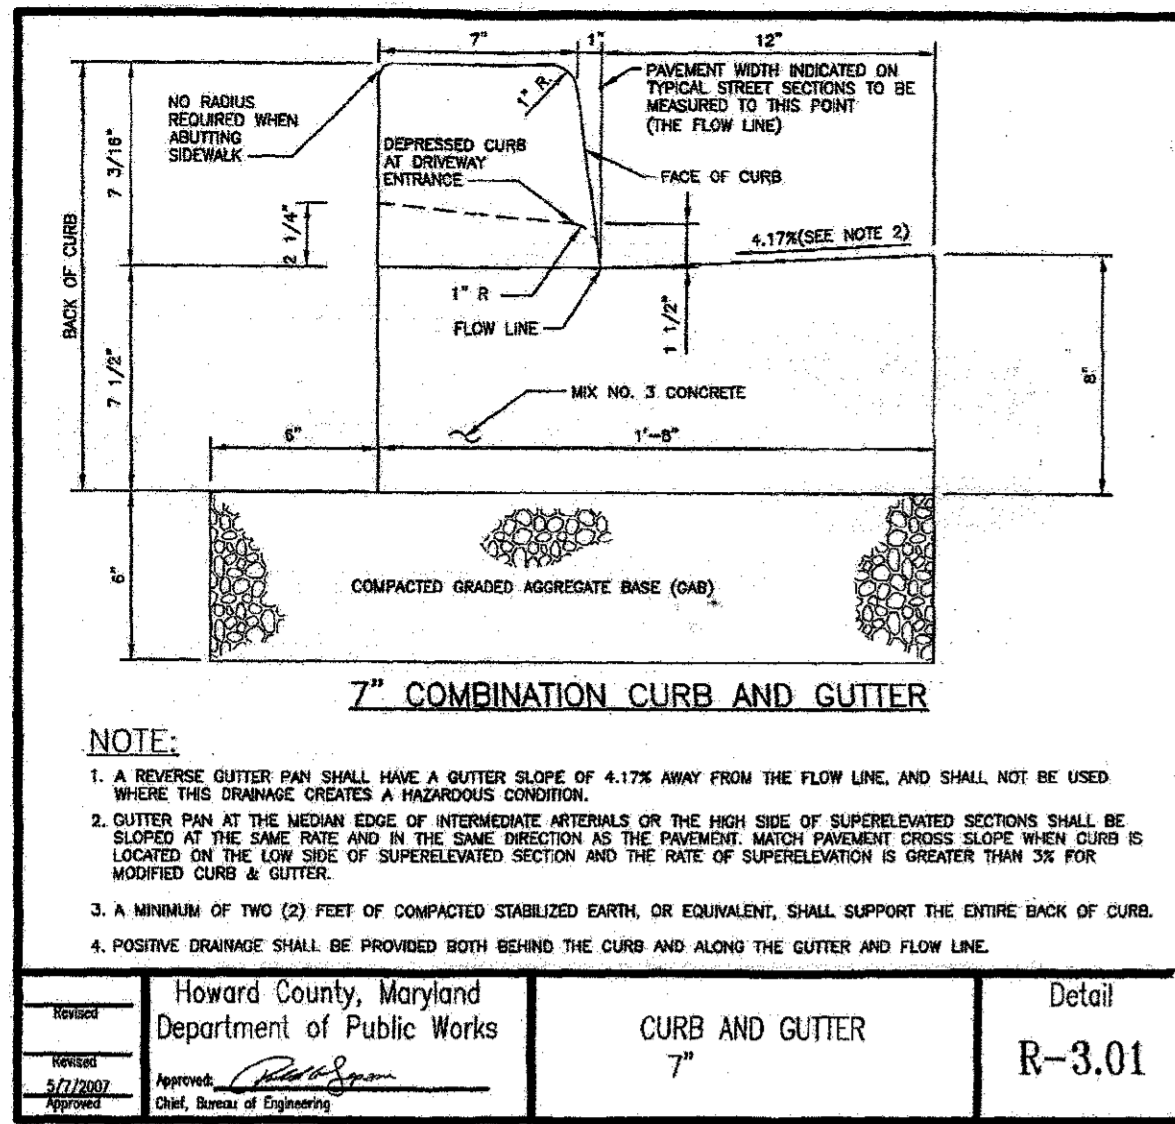 7" 1" 12"
NO RADIUS
REQUIRED WHEN
ABUTTING
SIDEWALK
1" R.
PAVEMENT WIDTH INDICATED ON
TYPICAL STREET SECTIONS TO BE
MEASURED TO THIS POINT
(THE FLOW LINE)
DEPRESSED CURB
AT DRIVEWAY
ENTRANCE
FACE OF CURB
7 3/16"
2 1/4"
4.17%(SEE NOTE 2)
BACK OF CURB
1" R
FLOW LINE
1 1/2"
7 1/2"
8"
MIX NO. 3 CONCRETE
6"
1'-8"
6"
COMPACTED GRADED AGGREGATE BASE (GAB)
7" COMBINATION CURB AND GUTTER
NOTE:
1. A REVERSE GUTTER PAN SHALL HAVE A GUTTER SLOPE OF 4.17% AWAY FROM THE FLOW LINE, AND SHALL NOT BE USED
WHERE THIS DRAINAGE CREATES A HAZARDOUS CONDITION.
2. GUTTER PAN AT THE MEDIAN EDGE OF INTERMEDIATE ARTERIALS OR THE HIGH SIDE OF SUPERELEVATED SECTIONS SHALL BE
SLOPED AT THE SAME RATE AND IN THE SAME DIRECTION AS THE PAVEMENT. MATCH PAVEMENT CROSS SLOPE WHEN CURB IS
LOCATED ON THE LOW SIDE OF SUPERELEVATED SECTION AND THE RATE OF SUPERELEVATION IS GREATER THAN 3% FOR
MODIFIED CURB & GUTTER.
3. A MINIMUM OF TWO (2) FEET OF COMPACTED STABILIZED EARTH, OR EQUIVALENT, SHALL SUPPORT THE ENTIRE BACK OF CURB.
4. POSITIVE DRAINAGE SHALL BE PROVIDED BOTH BEHIND THE CURB AND ALONG THE GUTTER AND FLOW LINE.
Revised
Revised
5/7/2007
Approved
Howard County, Maryland
Department of Public Works
Approved:
Chief, Bureau of Engineering
CURB AND GUTTER
7"
Detail
R-3.01